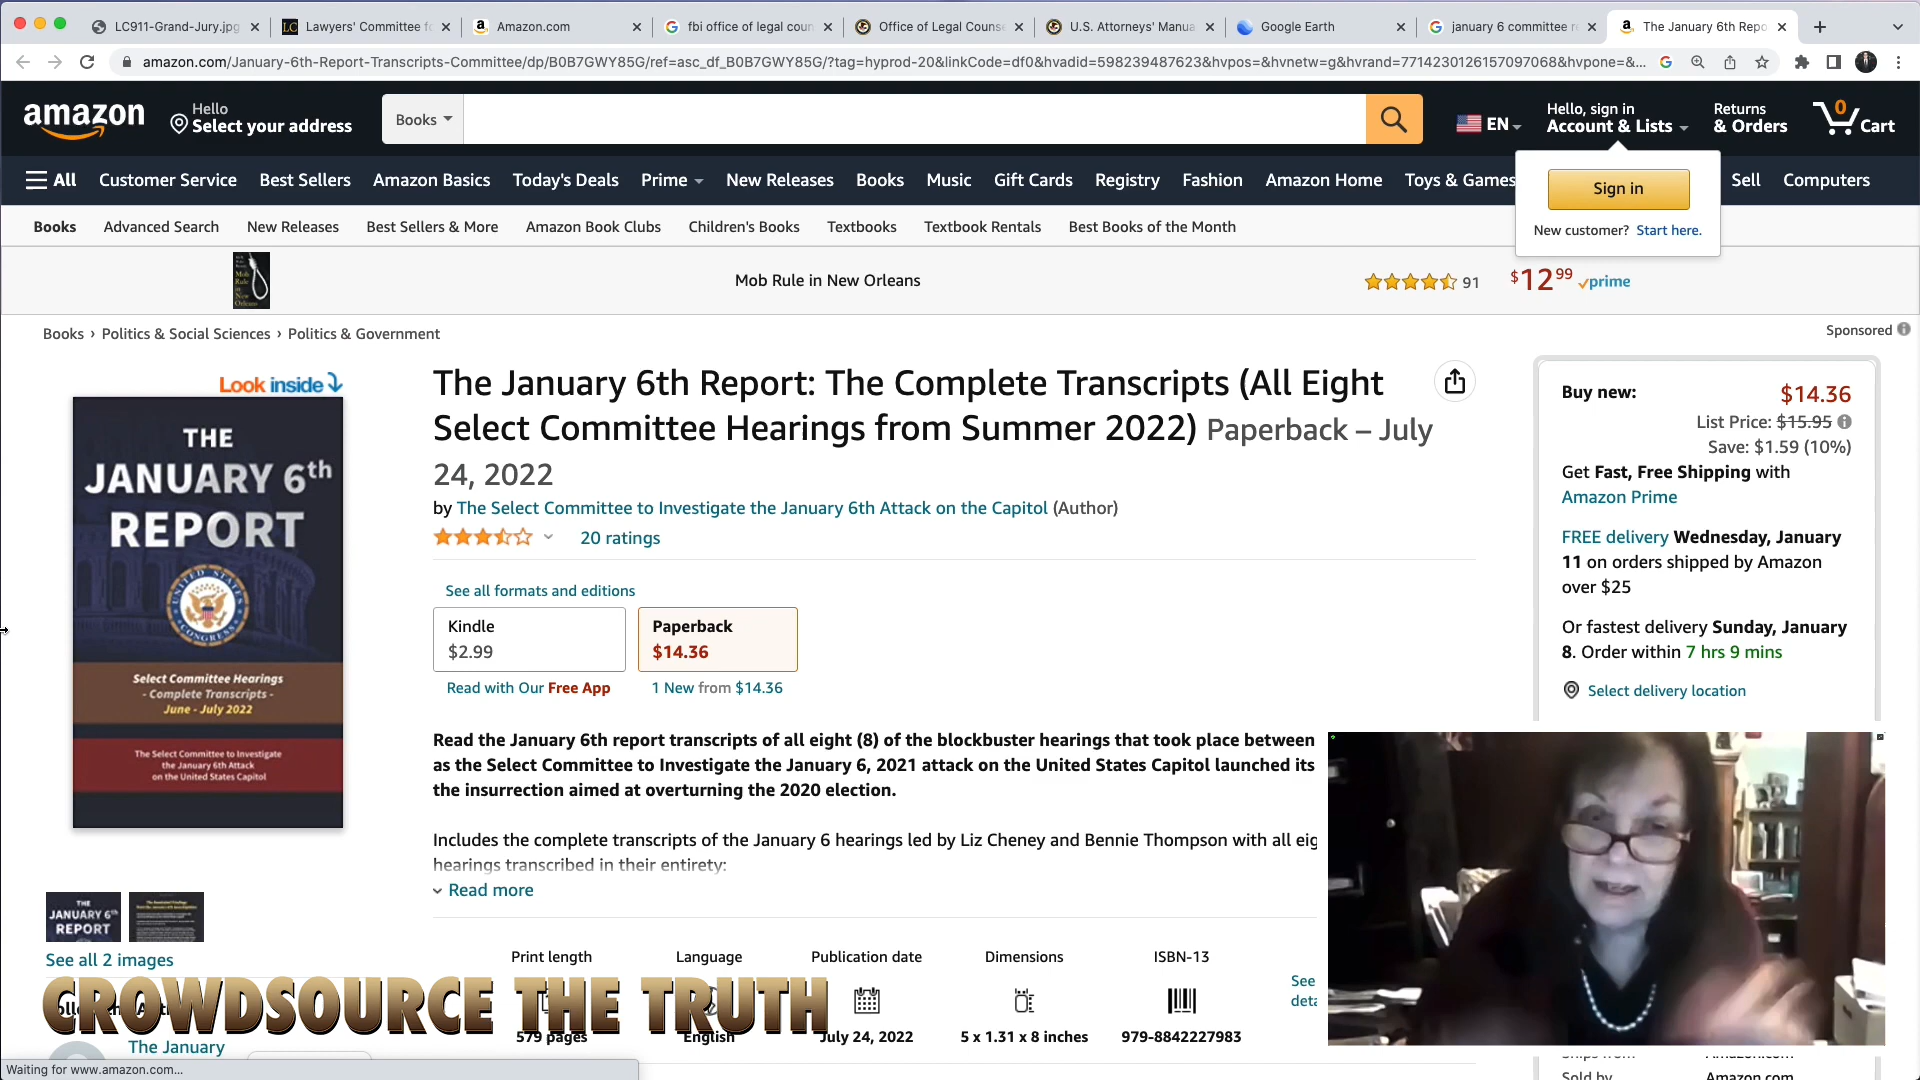 LC911-Grand-Jury.jpg
Lawyers' Committee fo
Amazon.com
fbi office of legal coun
Office of Legal Counse
U.S. Attorneys' Manua
Google Earth
january 6 committee re
The January 6th Repo
amazon.com/January-6th-Report-Transcripts-Committee/dp/B0B7GWY85G/ref=asc_df_B0B7GWY85G/?tag=hyprod-20&linkCode=df0&hvadid=598239487623&hvpos=&hvnetw=g&hvrand=7714230126157097068&hvpone=&...
amazon
Hello
Select your address
Books
EN
Hello, sign in
Account & Lists
Returns
& Orders
0
Cart
All
Customer Service
Best Sellers
Amazon Basics
Today's Deals
Prime
New Releases
Books
Music
Gift Cards
Registry
Fashion
Amazon Home
Toys & Games
Sell
Computers
Sign in
New customer? Start here.
Books
Advanced Search
New Releases
Best Sellers & More
Amazon Book Clubs
Children's Books
Textbooks
Textbook Rentals
Best Books of the Month
Mob Rule in New Orleans
91
$12 99 prime
Books › Politics & Social Sciences › Politics & Government
Sponsored
Look inside
THE
JANUARY 6th
REPORT
UNITED STATES
CONGRESS
Select Committee Hearings
- Complete Transcripts -
June - July 2022
The Select Committee to Investigate
the January 6th Attack
on the United States Capitol
THE
JANUARY 6th
REPORT
See all 2 images
The January 6th Report: The Complete Transcripts (All Eight
Select Committee Hearings from Summer 2022) Paperback – July
24, 2022
by The Select Committee to Investigate the January 6th Attack on the Capitol (Author)
20 ratings
See all formats and editions
Kindle
$2.99
Read with Our Free App
Paperback
$14.36
1 New from $14.36
Read the January 6th report transcripts of all eight (8) of the blockbuster hearings that took place between
as the Select Committee to Investigate the January 6, 2021 attack on the United States Capitol launched its
the insurrection aimed at overturning the 2020 election.
Includes the complete transcripts of the January 6 hearings led by Liz Cheney and Bennie Thompson with all eig
hearings transcribed in their entirety:
Read more
Print length
579 pages
Language
English
Publication date
July 24, 2022
Dimensions
5 x 1.31 x 8 inches
ISBN-13
979-8842227983
See
deta
Buy new:
$14.36
List Price: $15.95
Save: $1.59 (10%)
Get Fast, Free Shipping with
Amazon Prime
FREE delivery Wednesday, January
11 on orders shipped by Amazon
over $25
Or fastest delivery Sunday, January
8. Order within 7 hrs 9 mins
Select delivery location
CROWDSOURCE THE TRUTH
The January
Sold by
Amazon.com
Waiting for www.amazon.com...